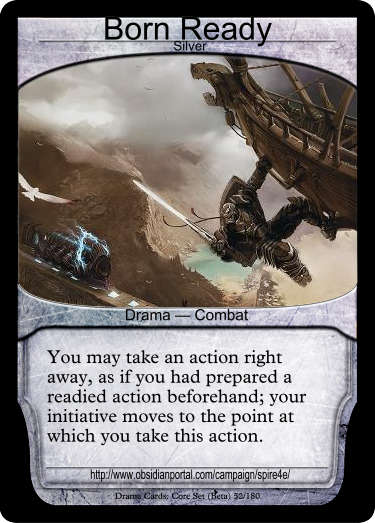 Born Ready
Silver
Drama — Combat
You may take an action right
away, as if you had prepared a
readied action beforehand; your
initiative moves to the point at
which you take this action.
http://www.obsidianportal.com/campaign/spire4e/
Drama Cards: Core Set (Beta) 52/180